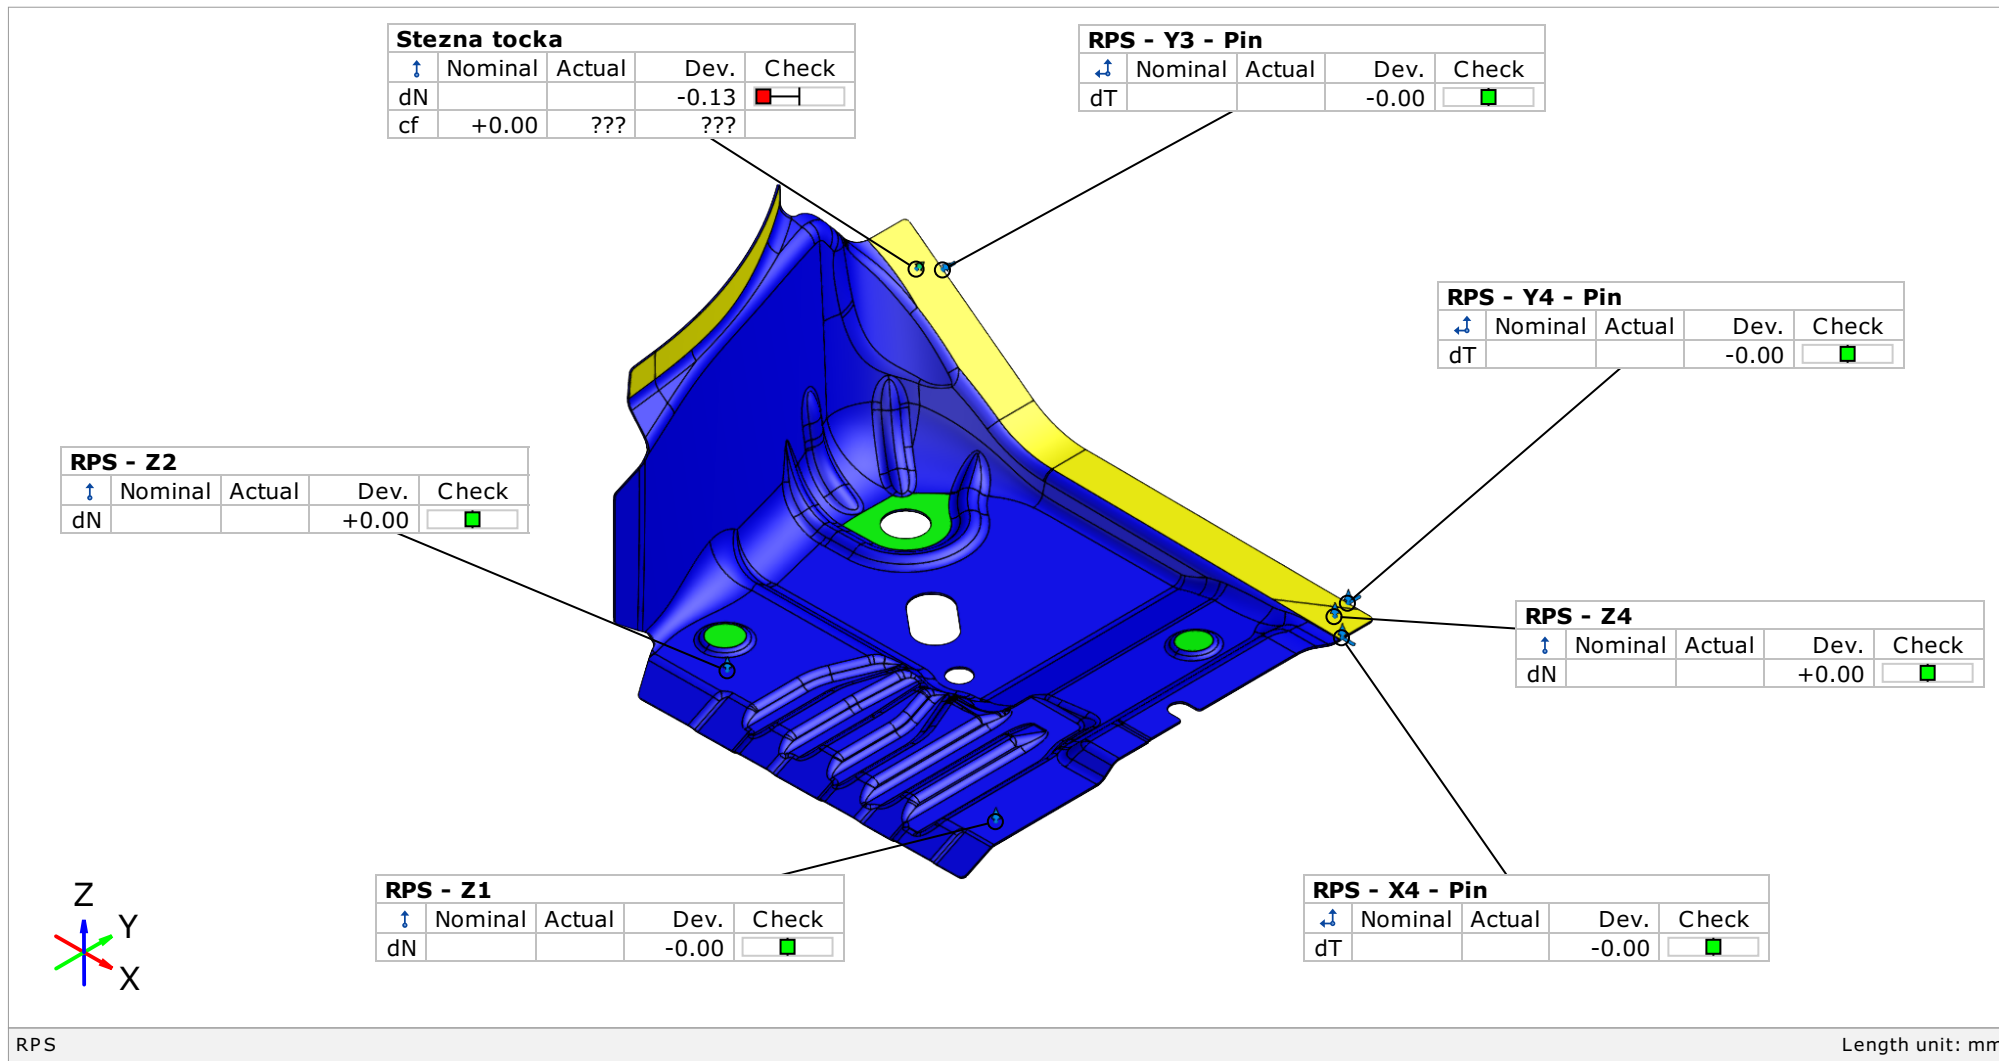 Stezna tocka
Nominal Actual Dev. Check
dN -0.13
cf +0.00 ??? ???
RPS - Y3 - Pin
Nominal Actual Dev. Check
dT -0.00
RPS - Y4 - Pin
Nominal Actual Dev. Check
dT -0.00
RPS - Z2
Nominal Actual Dev. Check
dN +0.00
RPS - Z4
Nominal Actual Dev. Check
dN +0.00
RPS - Z1
Nominal Actual Dev. Check
dN -0.00
RPS - X4 - Pin
Nominal Actual Dev. Check
dT -0.00
Z
Y
X
RPS
Length unit: mm